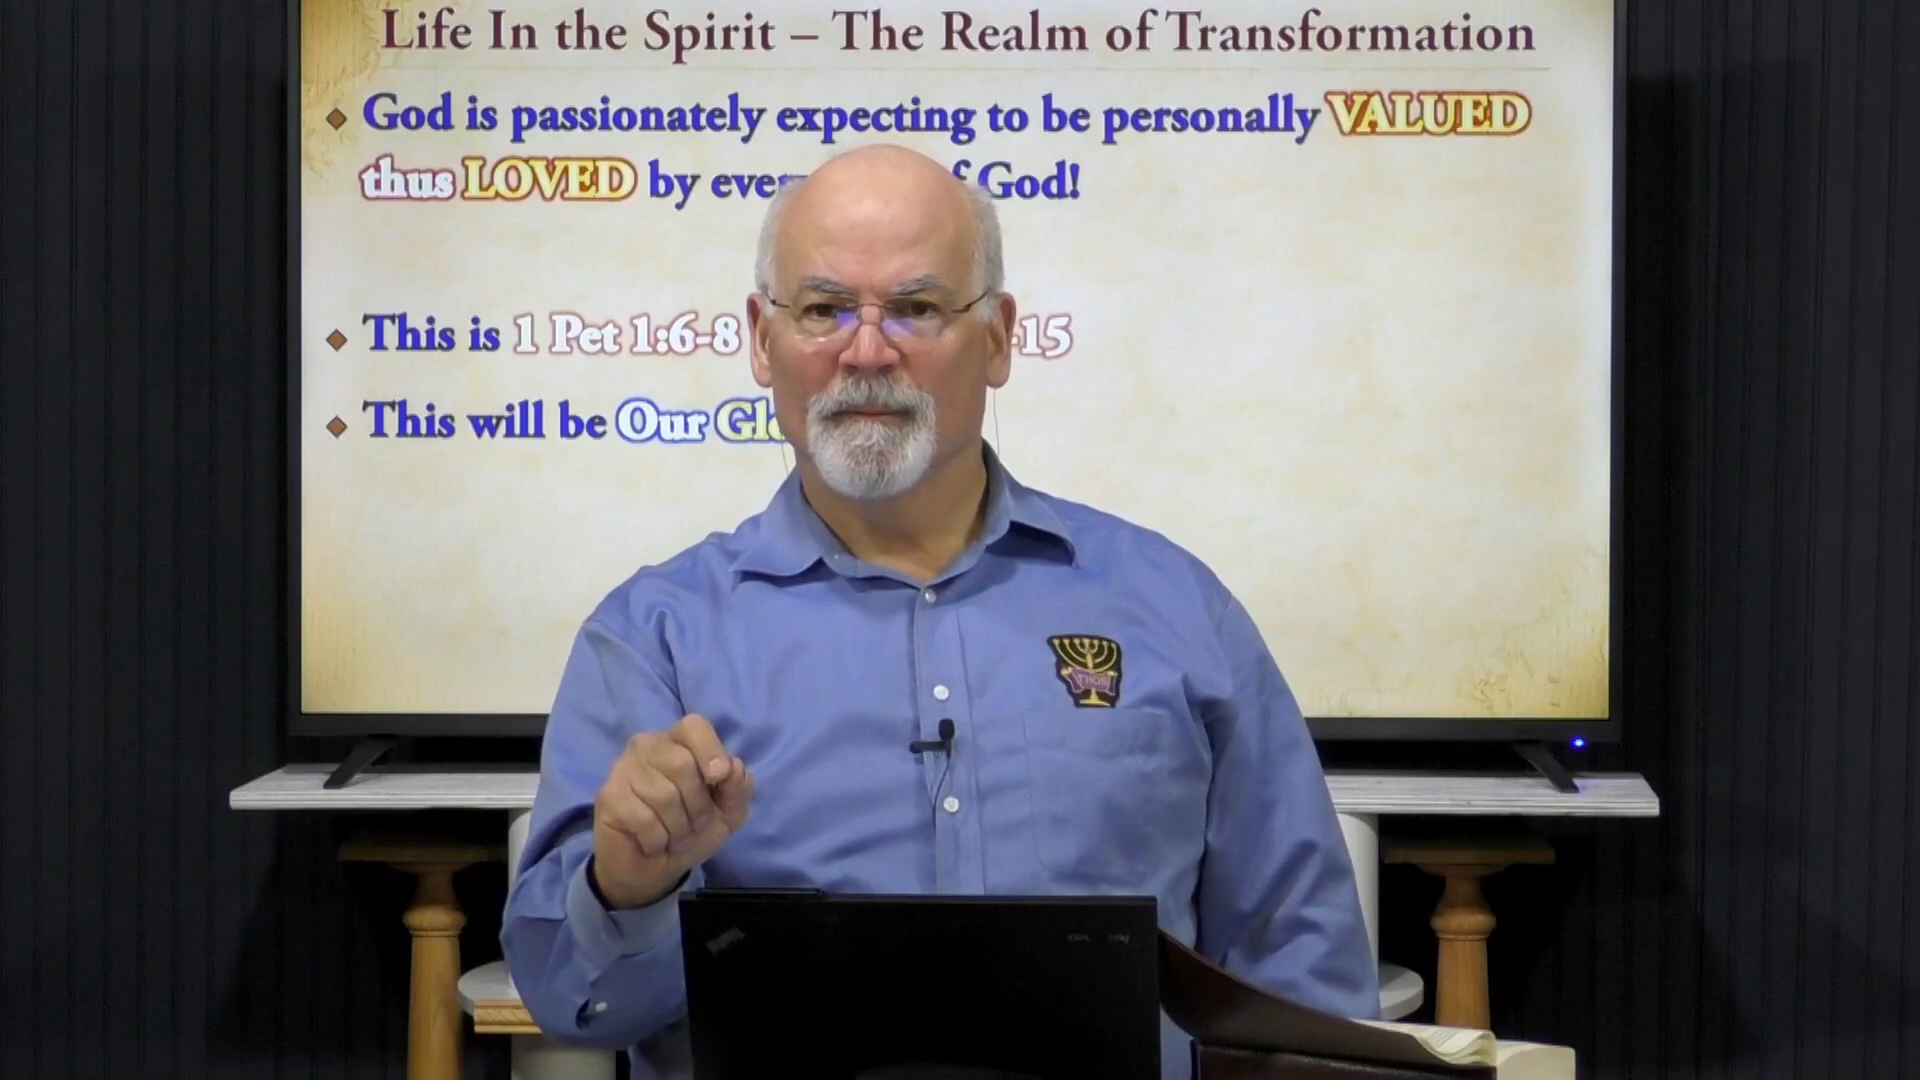 Life In the Spirit – The Realm of Transformation
God is passionately expecting to be personally VALUED
thus LOVED by God!
This is 1 Pet 1:6-8 -15
This will be Our